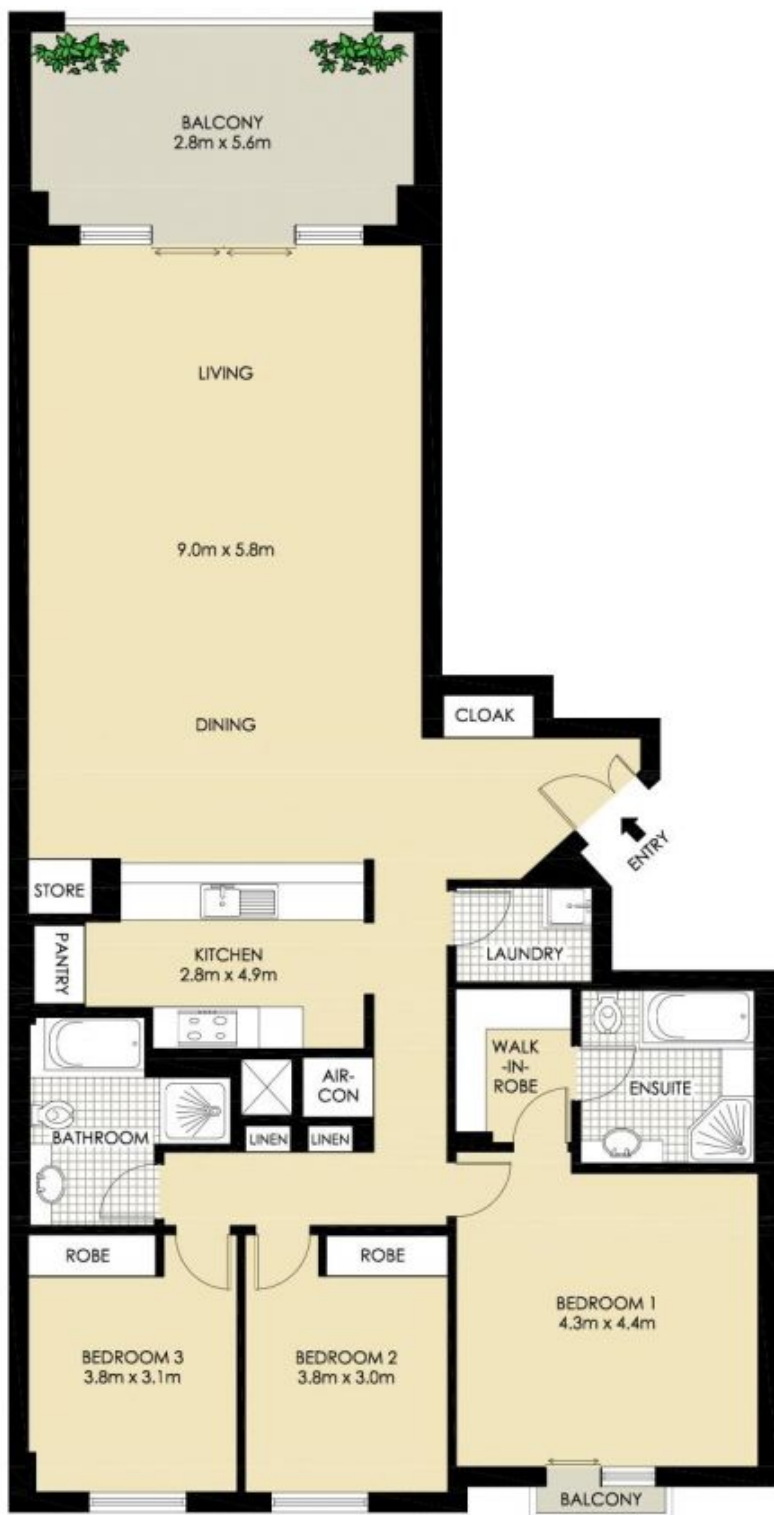 BALCONY
2.8m x 5.6m
LIVING
9.0m x 5.8m
DINING
CLOAK
ENTRY
STORE
PANTRY
KITCHEN
2.8m x 4.9m
LAUNDRY
WALK
-IN-
ROBE
ENSUITE
AIR-
CON
BATHROOM
LINEN
LINEN
ROBE
ROBE
BEDROOM 1
4.3m x 4.4m
BEDROOM 3
3.8m x 3.1m
BEDROOM 2
3.8m x 3.0m
BALCONY